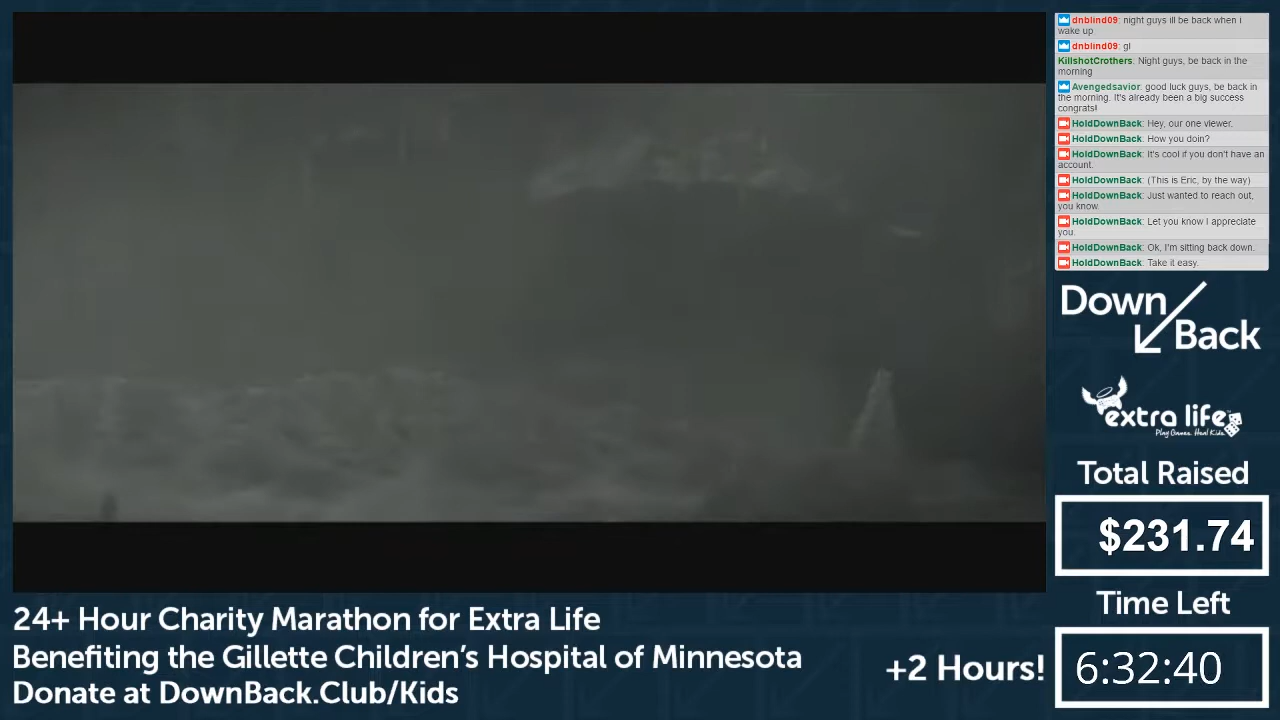 dnblind09: night guys ill be back when i
wake up
dnblind09: gl
KillshotCrothers: Night guys, be back in the
morning
Avengedsavior: good luck guys, be back in
the morning. It's already been a big success
congrats!
HoldDownBack: Hey, our one viewer.
HoldDownBack: How you doin?
HoldDownBack: It's cool if you don't have an
account.
HoldDownBack: (This is Eric, by the way)
HoldDownBack: Just wanted to reach out,
you know.
HoldDownBack: Let you know I appreciate
you.
HoldDownBack: Ok, I'm sitting back down.
HoldDownBack: Take it easy.
Down
Back
extra life
Play Games. Heal Kids.
Total Raised
$231.74
Time Left
6:32:40
+2 Hours!
24+ Hour Charity Marathon for Extra Life
Benefiting the Gillette Children's Hospital of Minnesota
Donate at DownBack.Club/Kids